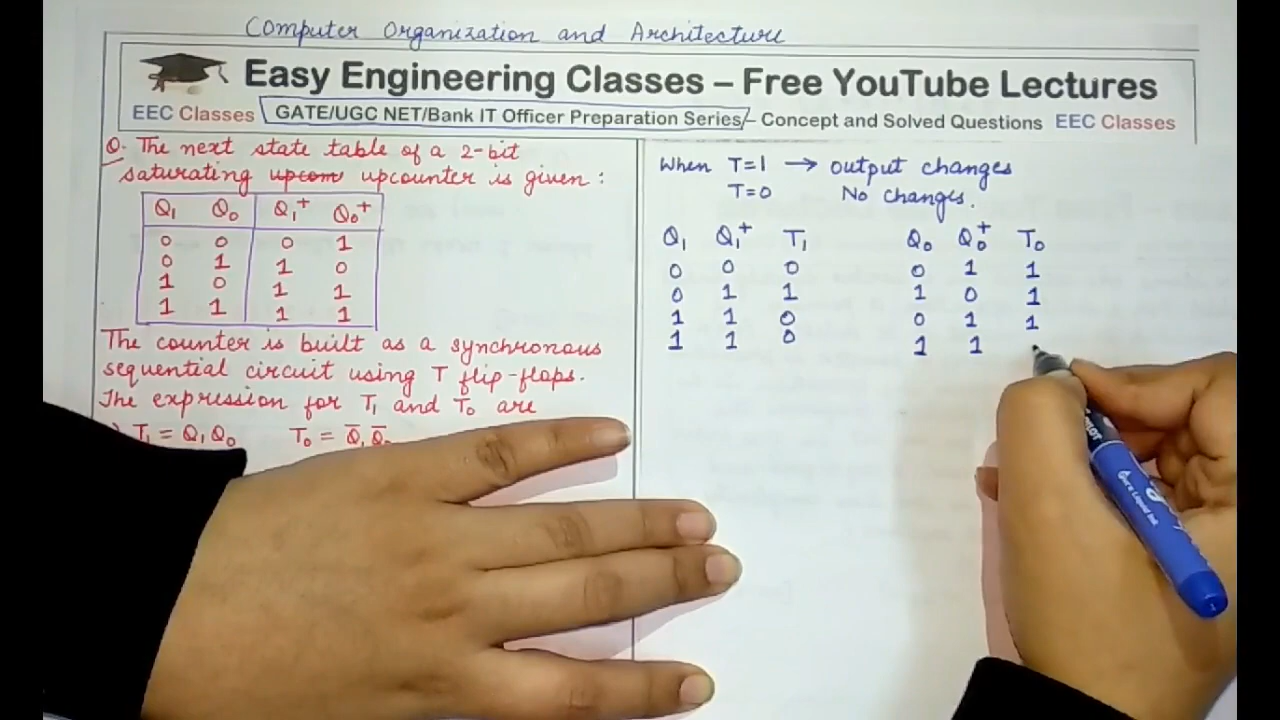 Computer Organization and Architecture
Easy Engineering Classes – Free YouTube Lectures
EEC Classes GATE/UGC NET/Bank IT Officer Preparation Series/– Concept and Solved Questions EEC Classes
Q. The next state table of a 2-bit
saturating upcom upcounter is given :
Q₁ Q₀ Q₁⁺ Q₀⁺
0 0 0 1
0 1 1 0
1 0 1 1
1 1 1 1
The counter is built as a synchronous
sequential circuit using T flip-flops.
The expression for T₁ and T₀ are
T₁ = Q₁Q₀ T₀ = Q̅₁Q̅₀
When T=1 → output changes
T=0 No changes.
Q₁ Q₁⁺ T₁
0 0 0
0 1 1
1 1 0
1 1 0
Q₀ Q₀⁺ T₀
0 1 1
1 0 1
0 1 1
1 1